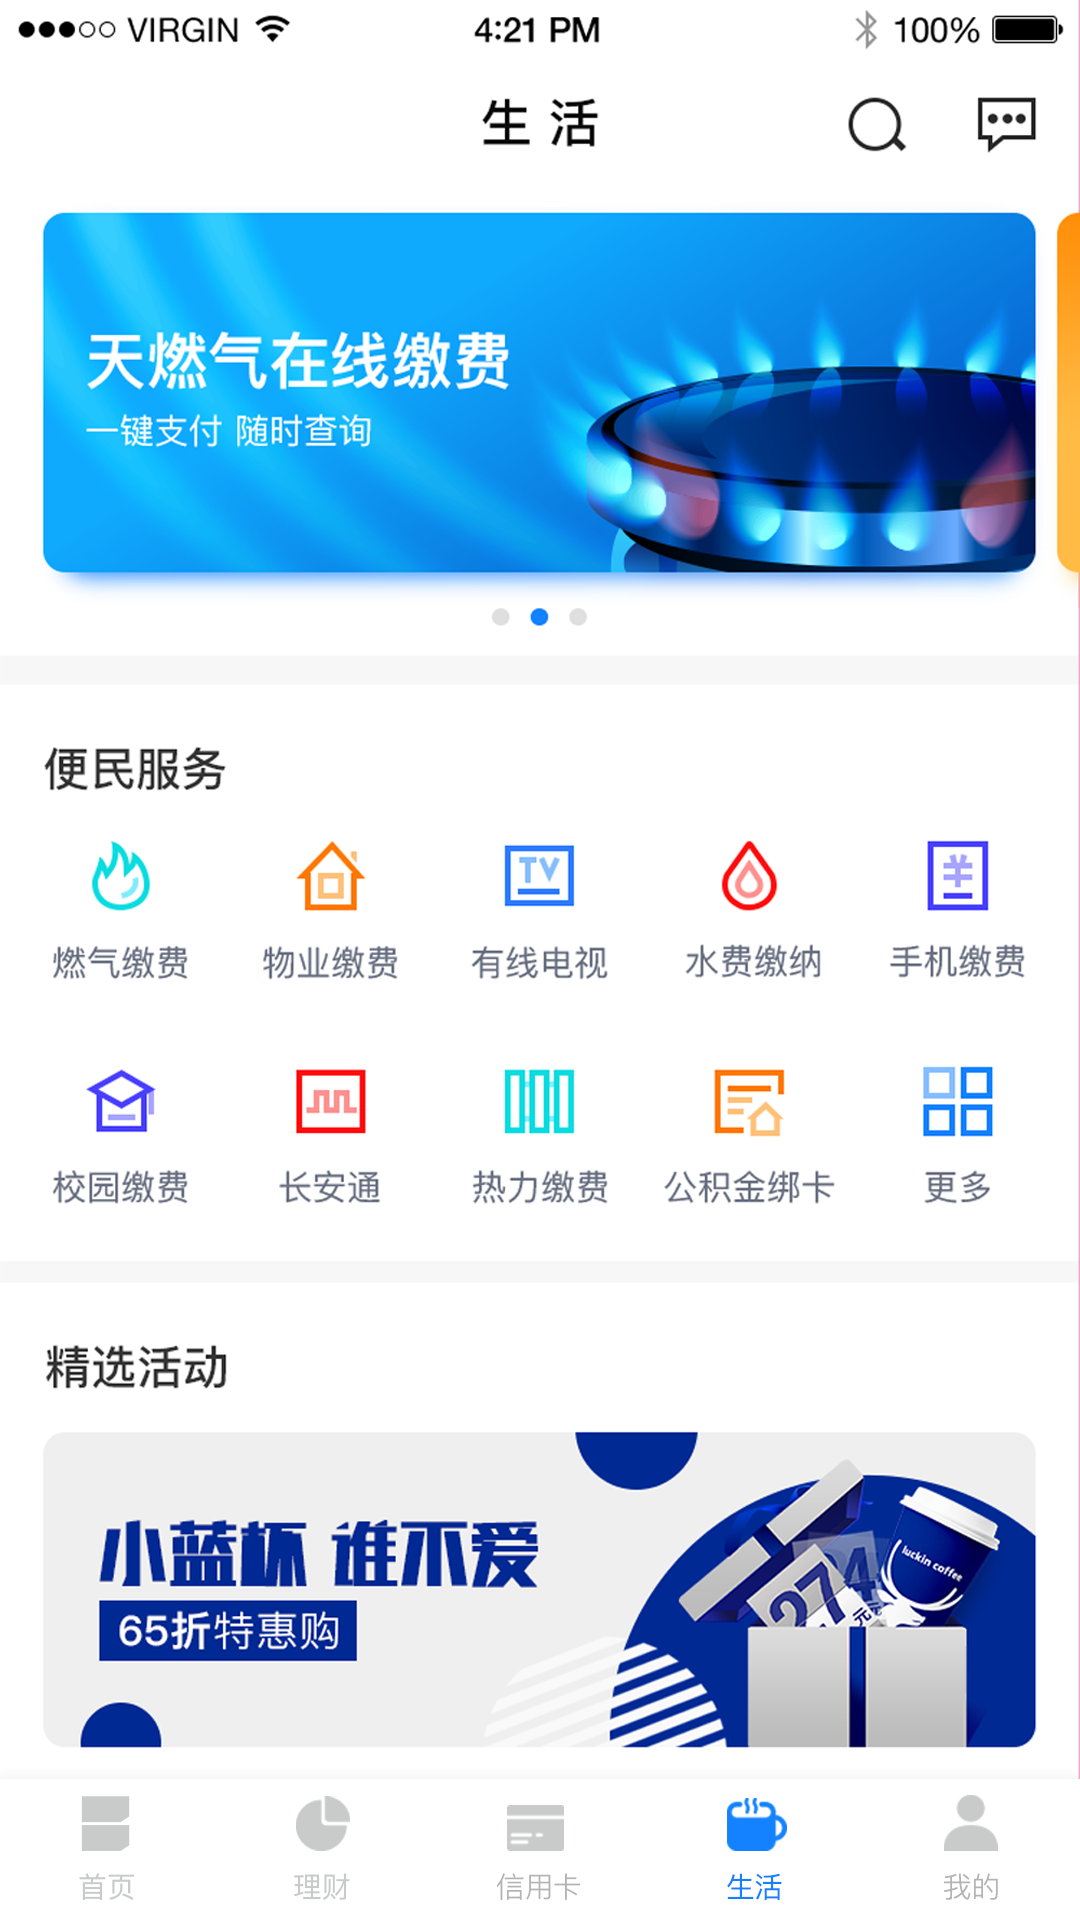 VIRGIN 4:21 PM 100%
生 活
天燃气在线缴费
一键支付 随时查询
便民服务
燃气缴费 物业缴费 有线电视 水费缴纳 手机缴费
TV
校园缴费 长安通 热力缴费 公积金绑卡 更多
精选活动
小蓝杯 谁不爱
65折特惠购
luckin coffee
274
元
首页 理财 信用卡 生活 我的